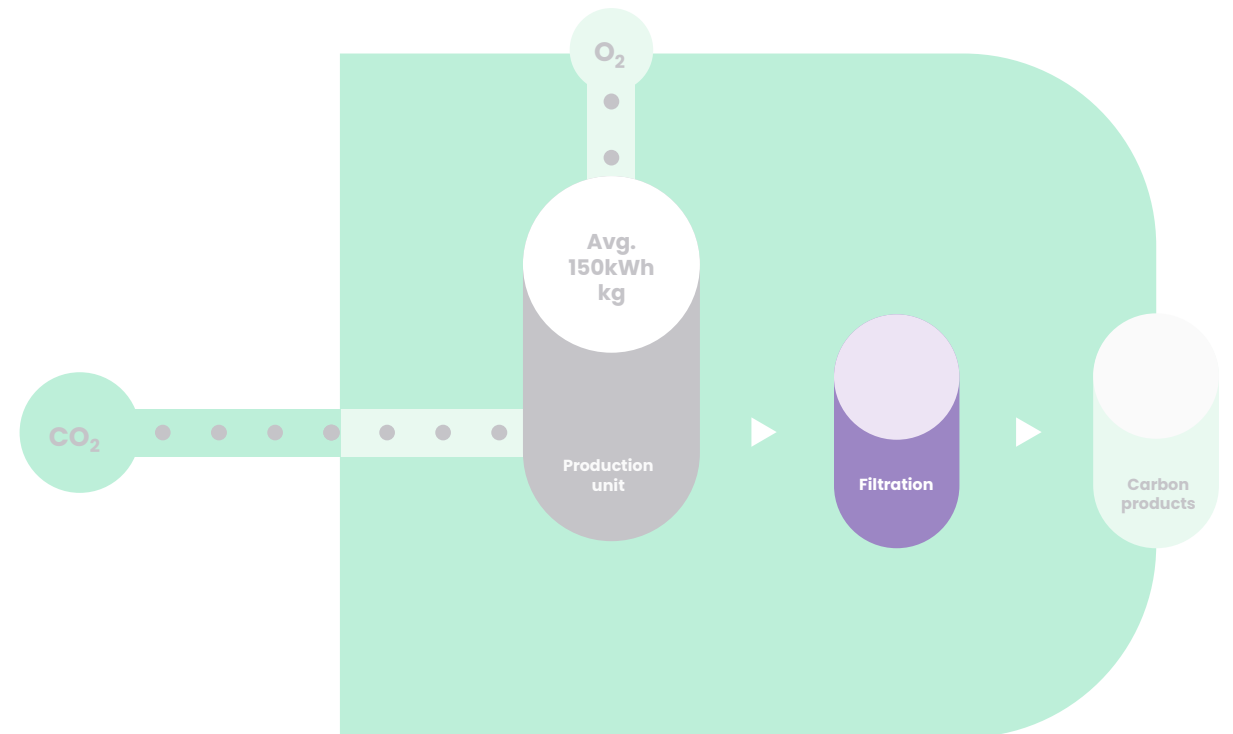 O₂
Avg.
150kWh
kg
CO₂
Production
unit
Filtration
Carbon
products